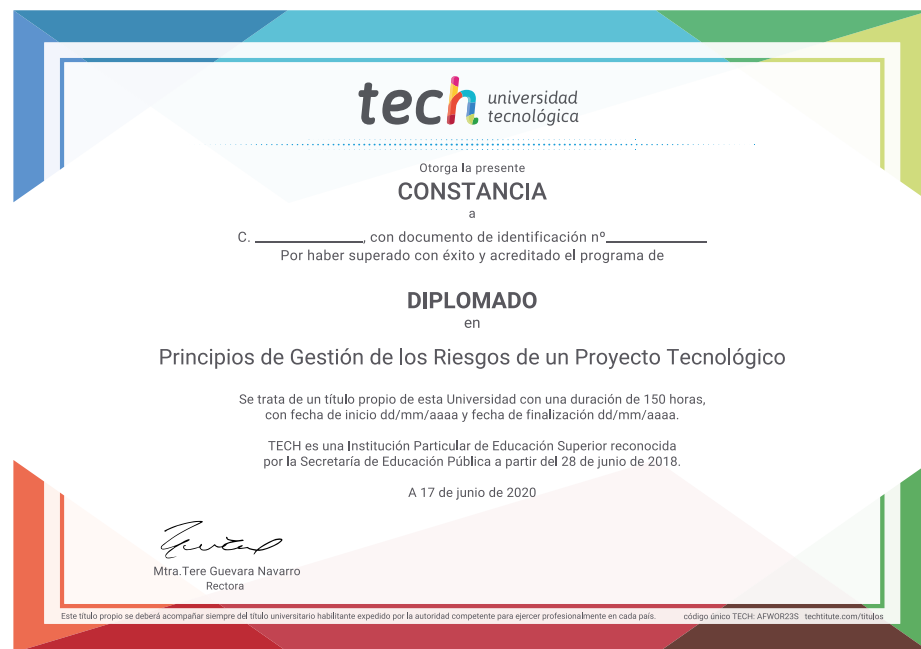 tech universidad
tecnológica
Otorga la presente
CONSTANCIA
a
C. ____________, con documento de identificación nº____________
Por haber superado con éxito y acreditado el programa de
DIPLOMADO
en
Principios de Gestión de los Riesgos de un Proyecto Tecnológico
Se trata de un título propio de esta Universidad con una duración de 150 horas,
con fecha de inicio dd/mm/aaaa y fecha de finalización dd/mm/aaaa.
TECH es una Institución Particular de Educación Superior reconocida
por la Secretaría de Educación Pública a partir del 28 de junio de 2018.
A 17 de junio de 2020
Mtra.Tere Guevara Navarro
Rectora
Este título propio se deberá acompañar siempre del título universitario habilitante expedido por la autoridad competente para ejercer profesionalmente en cada país. código único TECH: AFWOR23S techtitute.com/titulos